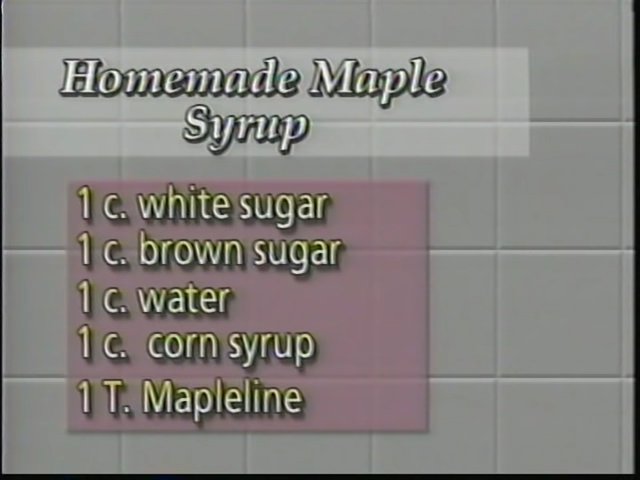 Homemade Maple
Syrup
1 c. white sugar
1 c. brown sugar
1 c. water
1 c. corn syrup
1 T. Mapleline